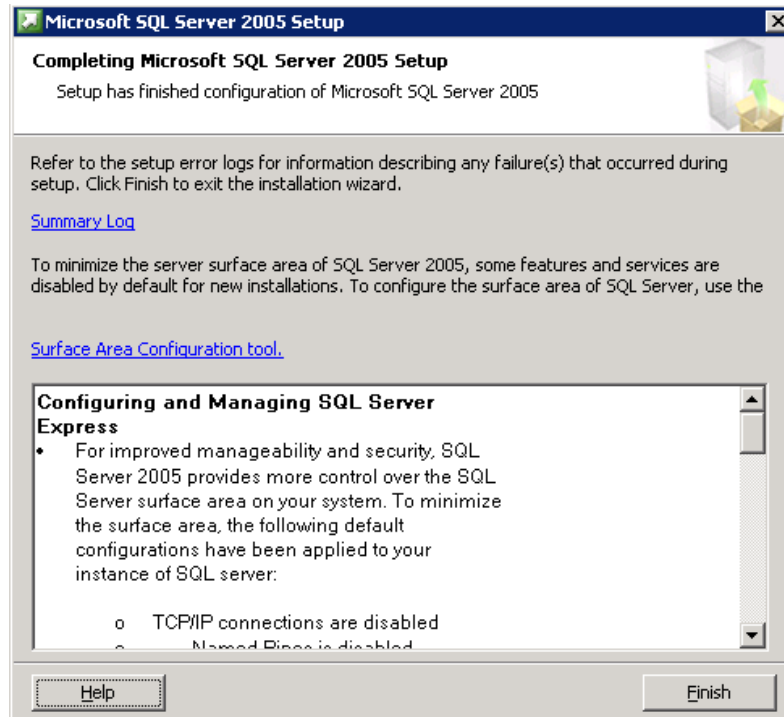 Microsoft SQL Server 2005 Setup
Completing Microsoft SQL Server 2005 Setup
Setup has finished configuration of Microsoft SQL Server 2005
Refer to the setup error logs for information describing any failure(s) that occurred during
setup. Click Finish to exit the installation wizard.
Summary Log
To minimize the server surface area of SQL Server 2005, some features and services are
disabled by default for new installations. To configure the surface area of SQL Server, use the
Surface Area Configuration tool.
Configuring and Managing SQL Server
Express
• For improved manageability and security, SQL
Server 2005 provides more control over the SQL
Server surface area on your system. To minimize
the surface area, the following default
configurations have been applied to your
instance of SQL server:
o TCP/IP connections are disabled
o Named Pipes is disabled
Help
Finish